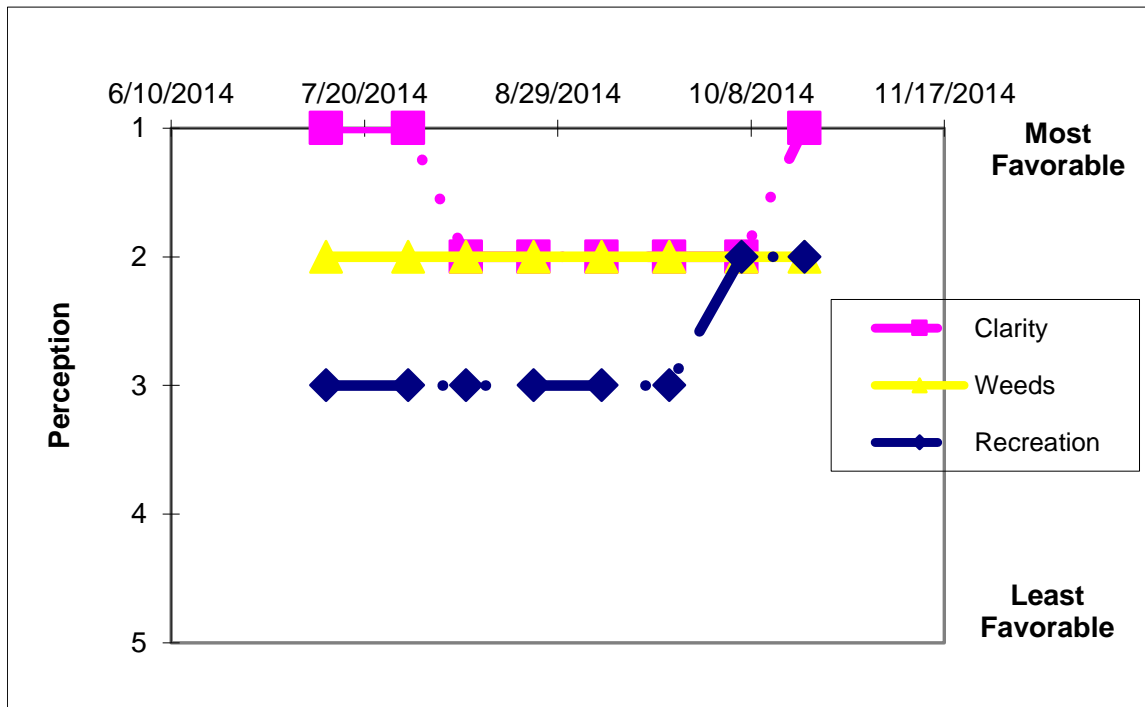 6/10/2014 7/20/2014 8/29/2014 10/8/2014 11/17/2014
1
2
3
4
5
Perception
Most
Favorable
Clarity
Weeds
Recreation
Least
Favorable